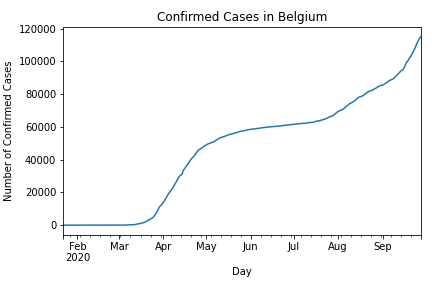 Confirmed Cases in Belgium
120000
100000
80000
60000
40000
20000
0
Number of Confirmed Cases
Feb Mar Apr May Jun Jul Aug Sep
2020
Day